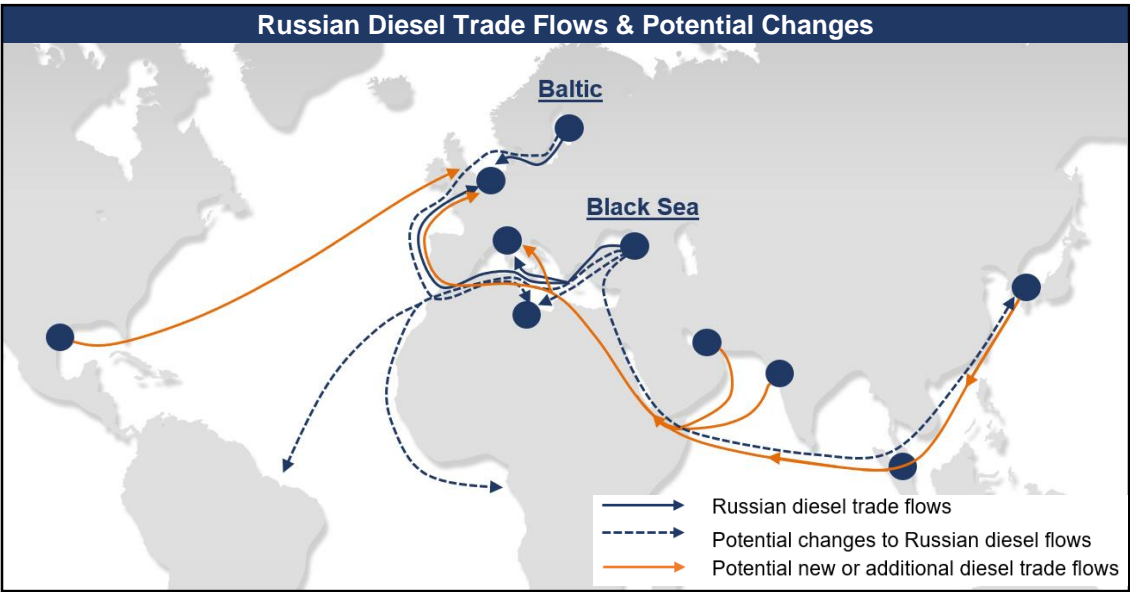 Russian Diesel Trade Flows & Potential Changes
Baltic
Black Sea
Russian diesel trade flows
Potential changes to Russian diesel flows
Potential new or additional diesel trade flows